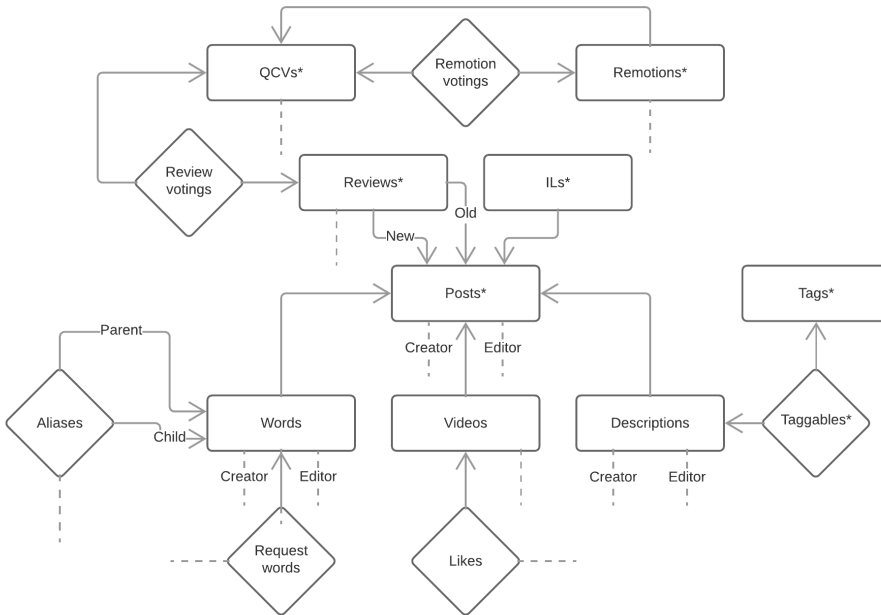 QCVs*
Remotion
votings
Remotions*
Review
votings
Reviews*
ILs*
Old
New
Posts*
Tags*
Parent
Creator
Editor
Aliases
Child
Words
Videos
Descriptions
Taggables*
Creator
Editor
Creator
Editor
Request
words
Likes